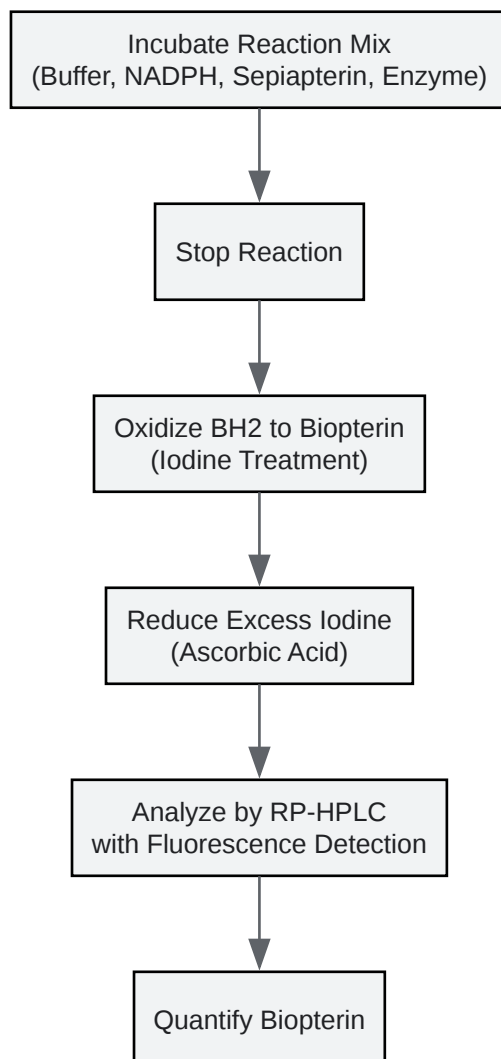 Incubate Reaction Mix
(Buffer, NADPH, Sepiapterin, Enzyme)
Stop Reaction
Oxidize BH2 to Biopterin
(Iodine Treatment)
Reduce Excess Iodine
(Ascorbic Acid)
Analyze by RP-HPLC
with Fluorescence Detection
Quantify Biopterin